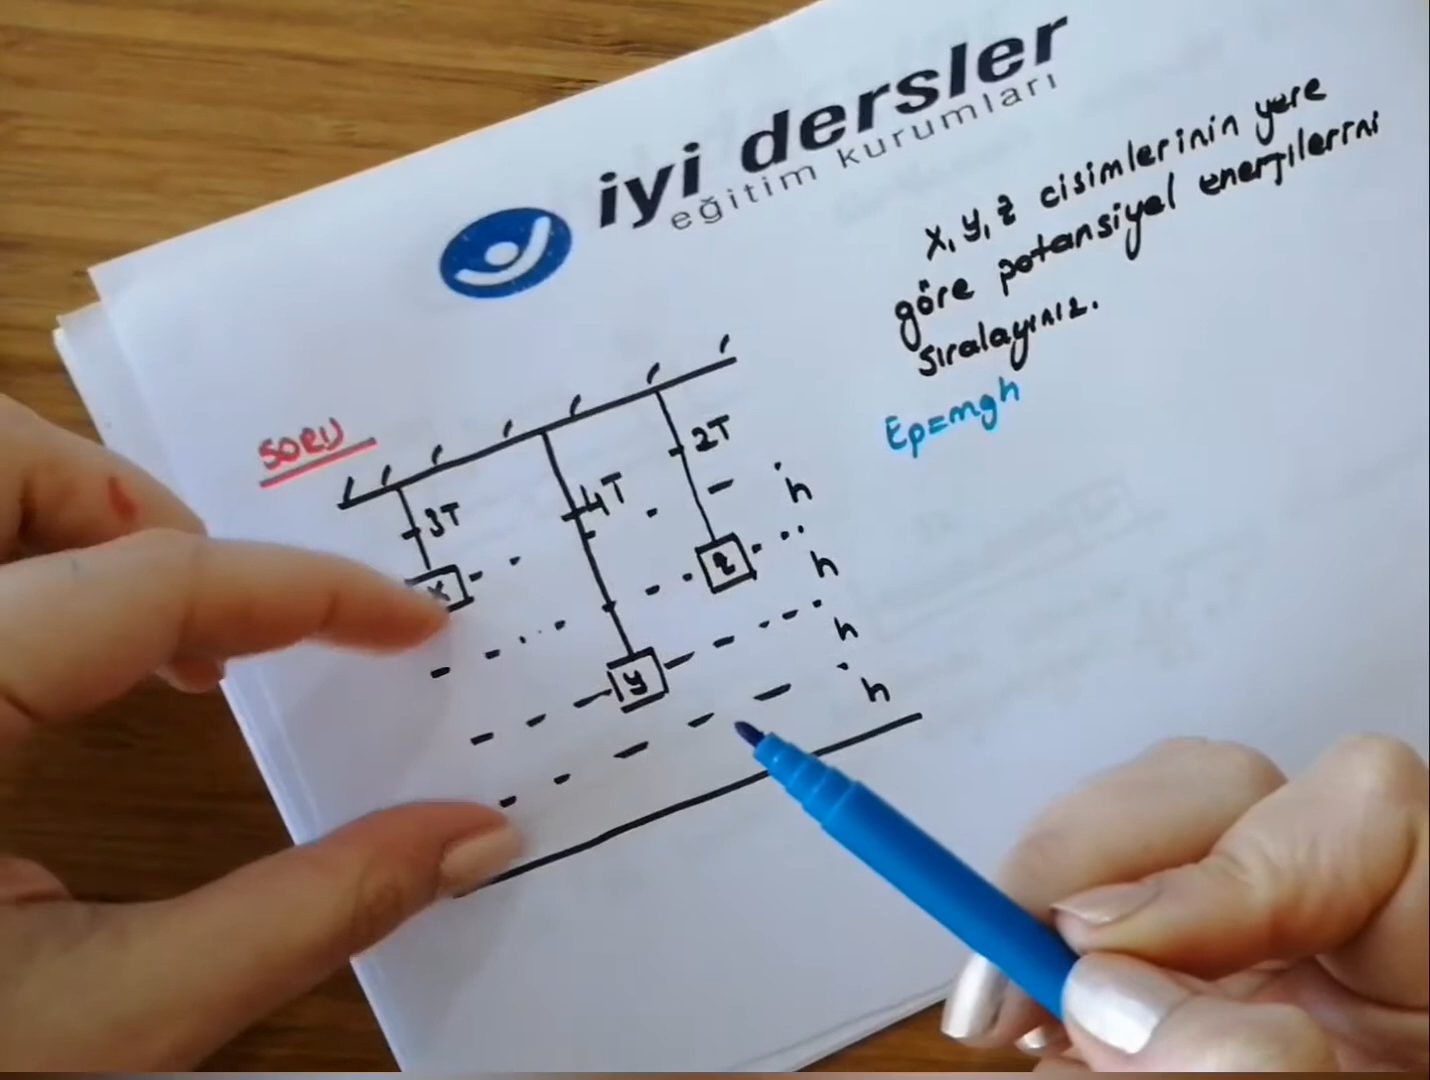 iyi dersler
eğitim kurumları
x, y, z cisimlerinin yere
göre potansiyel enerjilerini
sıralayınız.
Ep=mgh
SORU
3T
4T
2T
x
y
z
h
h
h
h